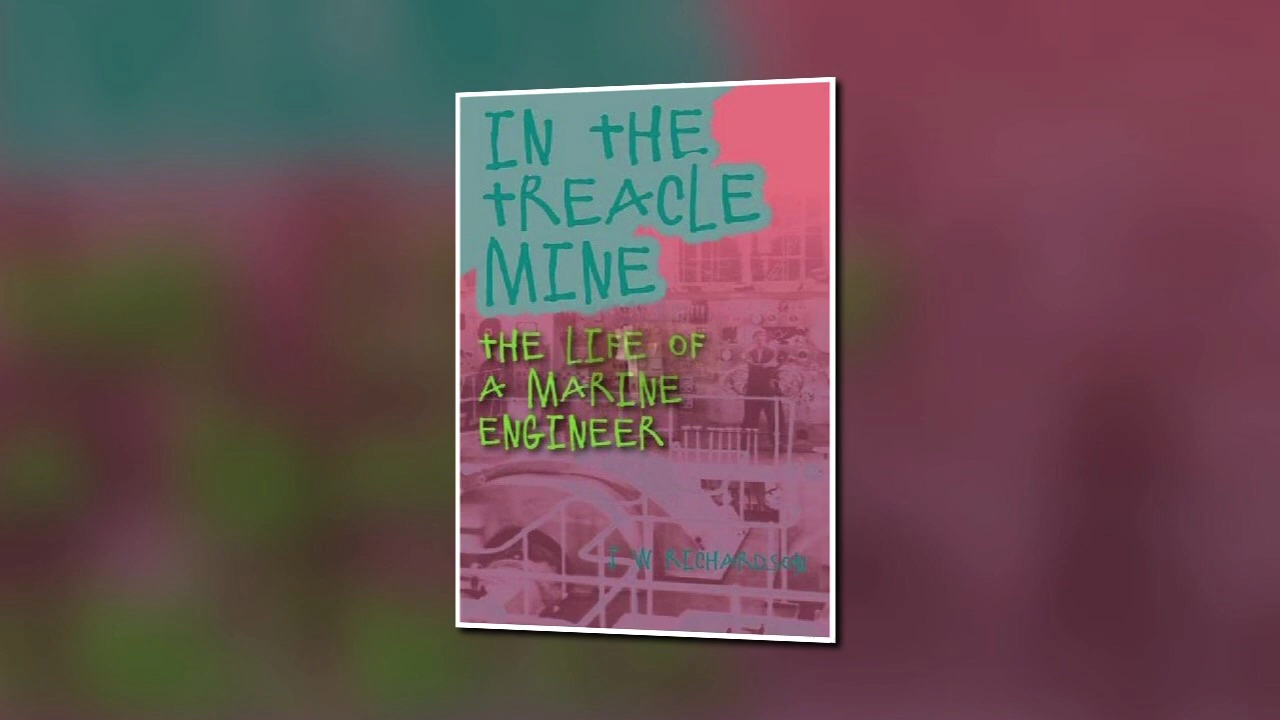 IN tHE
tREACLE
MINE
tHE LIFE OF
A MARINE
ENGINEER
W RICHARDSON